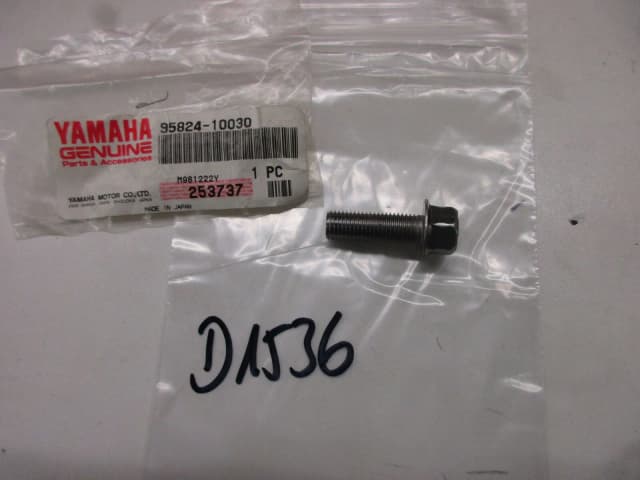 YAMAHA
GENUINE
Parts & Accessories
95824-10030
M981222Y
1 PC
253737
YAMAHA MOTOR CO.,LTD.
MADE IN JAPAN
D1536